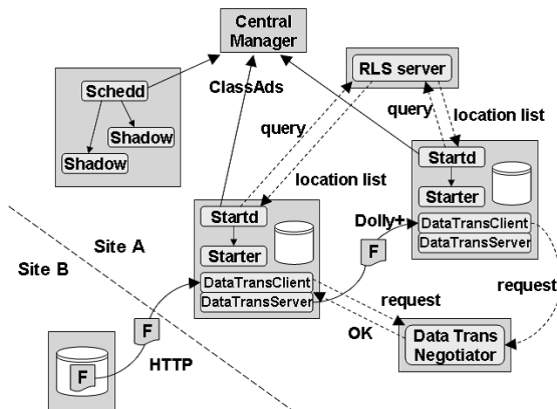 Central
Manager
RLS server
Schedd
ClassAds
query
query
location list
Shadow
Shadow
Startd
location list
Starter
Startd
Dolly+
Site A
F
DataTransClient
DataTransServer
Starter
Site B
DataTransClient
DataTransServer
request
request
F
OK
Data Trans
Negotiator
HTTP
F